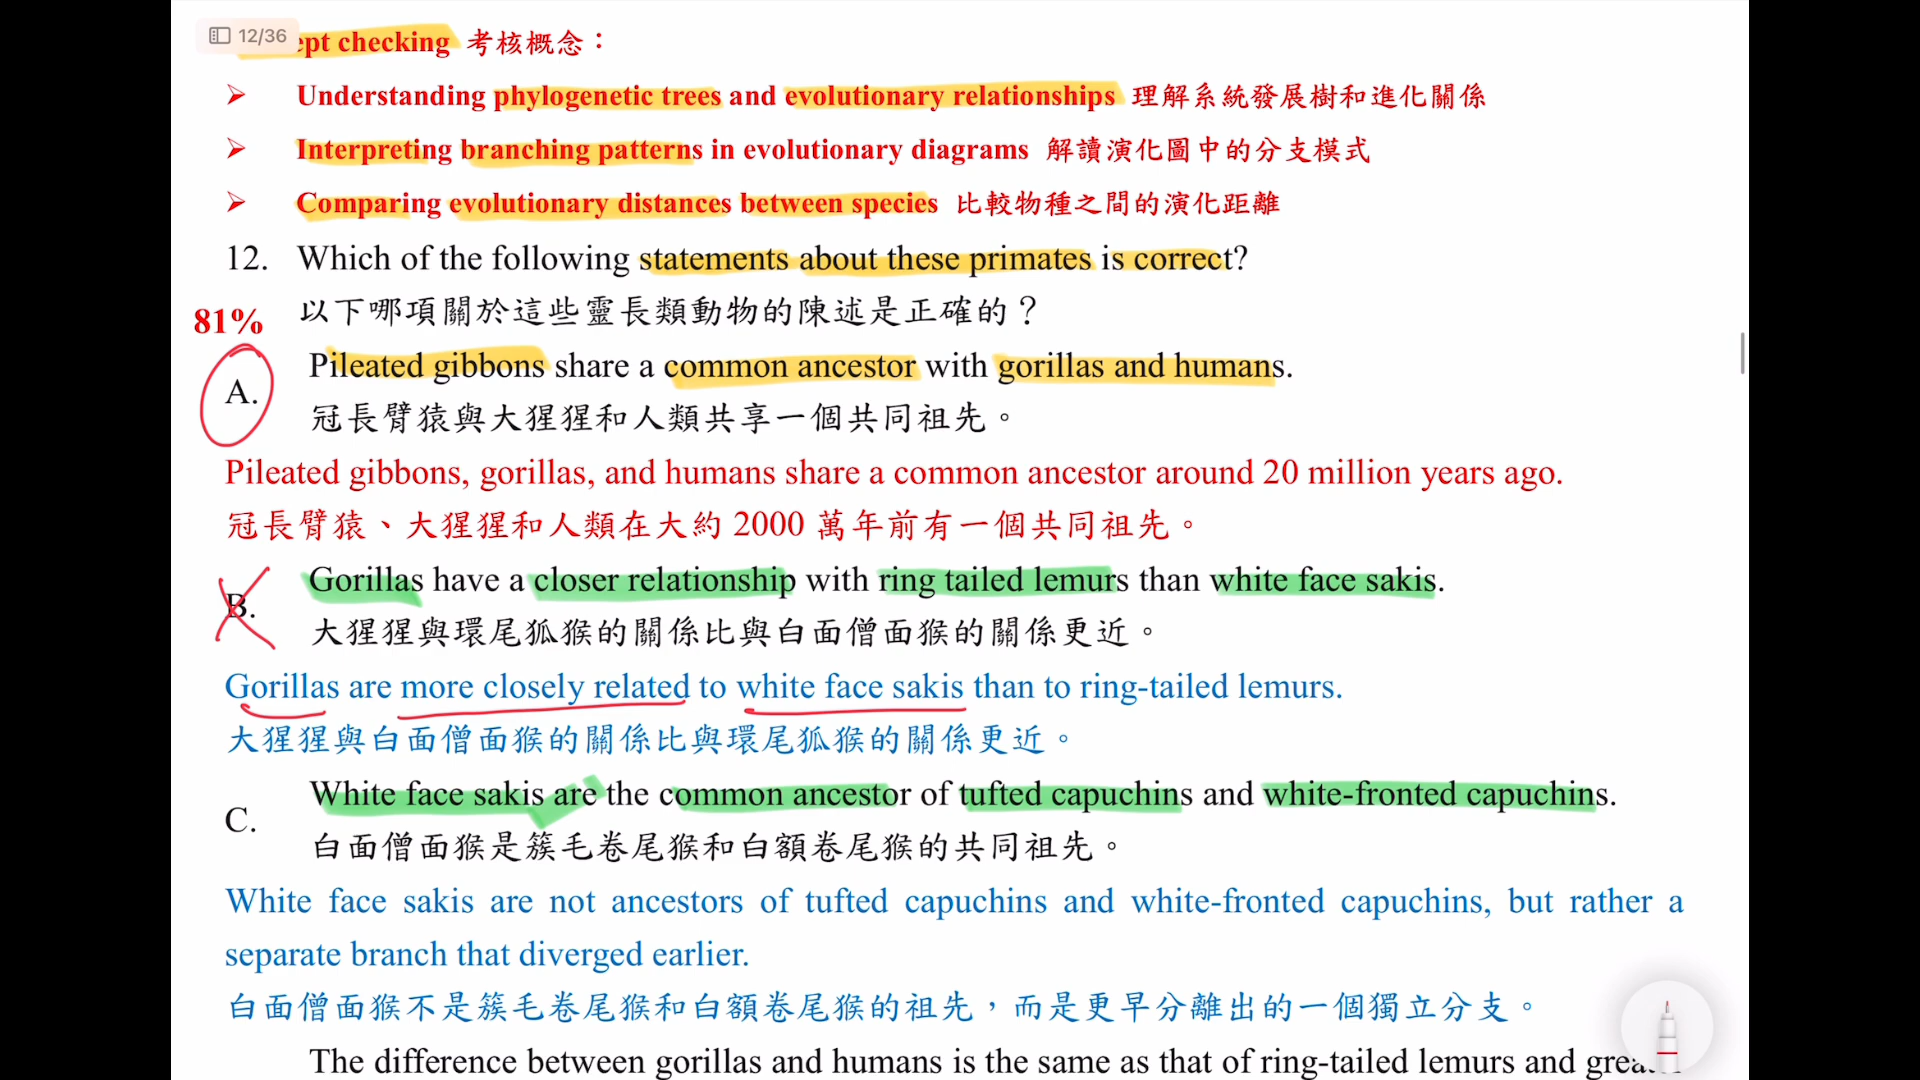 12/36
ept checking 考核概念：
➢ Understanding phylogenetic trees and evolutionary relationships 理解系統發展樹和進化關係
➢ Interpreting branching patterns in evolutionary diagrams 解讀演化圖中的分支模式
➢ Comparing evolutionary distances between species 比較物種之間的演化距離
12. Which of the following statements about these primates is correct?
81% 以下哪項關於這些靈長類動物的陳述是正確的？
A. Pileated gibbons share a common ancestor with gorillas and humans.
冠長臂猿與大猩猩和人類共享一個共同祖先。
Pileated gibbons, gorillas, and humans share a common ancestor around 20 million years ago.
冠長臂猿、大猩猩和人類在大約 2000 萬年前有一個共同祖先。
B. Gorillas have a closer relationship with ring tailed lemurs than white face sakis.
大猩猩與環尾狐猴的關係比與白面僧面猴的關係更近。
Gorillas are more closely related to white face sakis than to ring-tailed lemurs.
大猩猩與白面僧面猴的關係比與環尾狐猴的關係更近。
C. White face sakis are the common ancestor of tufted capuchins and white-fronted capuchins.
白面僧面猴是簇毛卷尾猴和白額卷尾猴的共同祖先。
White face sakis are not ancestors of tufted capuchins and white-fronted capuchins, but rather a
separate branch that diverged earlier.
白面僧面猴不是簇毛卷尾猴和白額卷尾猴的祖先，而是更早分離出的一個獨立分支。
The difference between gorillas and humans is the same as that of ring-tailed lemurs and